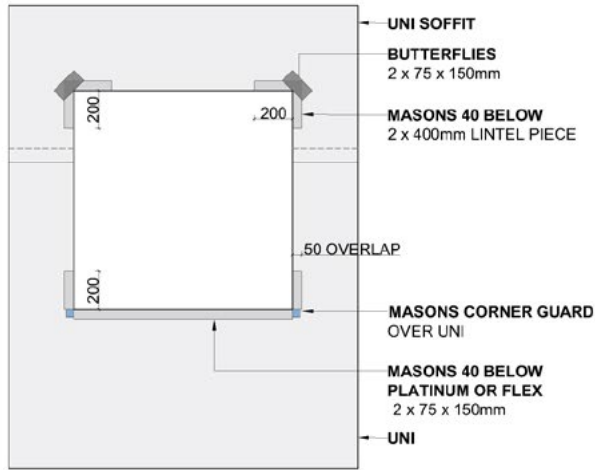 UNI SOFFIT
BUTTERFLIES
2 x 75 x 150mm
200
200
MASONS 40 BELOW
2 x 400mm LINTEL PIECE
50 OVERLAP
200
MASONS CORNER GUARD
OVER UNI
MASONS 40 BELOW
PLATINUM OR FLEX
2 x 75 x 150mm
UNI